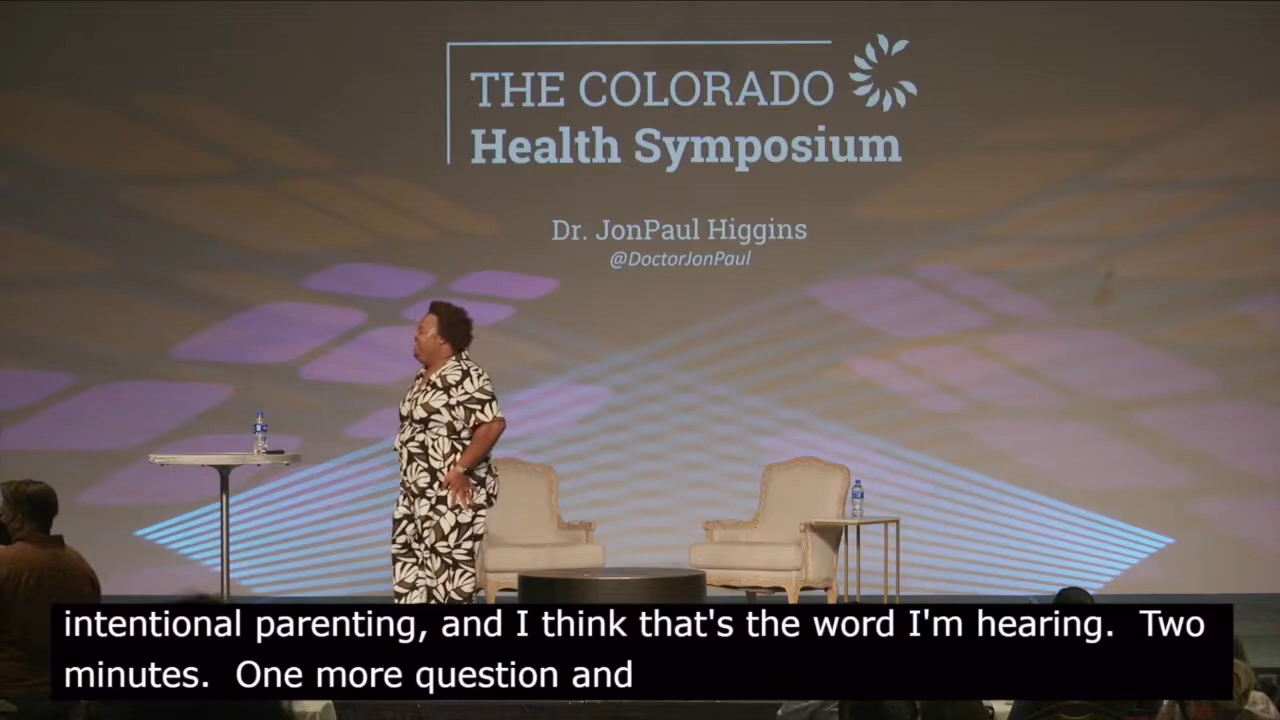 THE COLORADO
Health Symposium
Dr. JonPaul Higgins
@DoctorJonPaul
intentional parenting, and I think that's the word I'm hearing.  Two
minutes.  One more question and